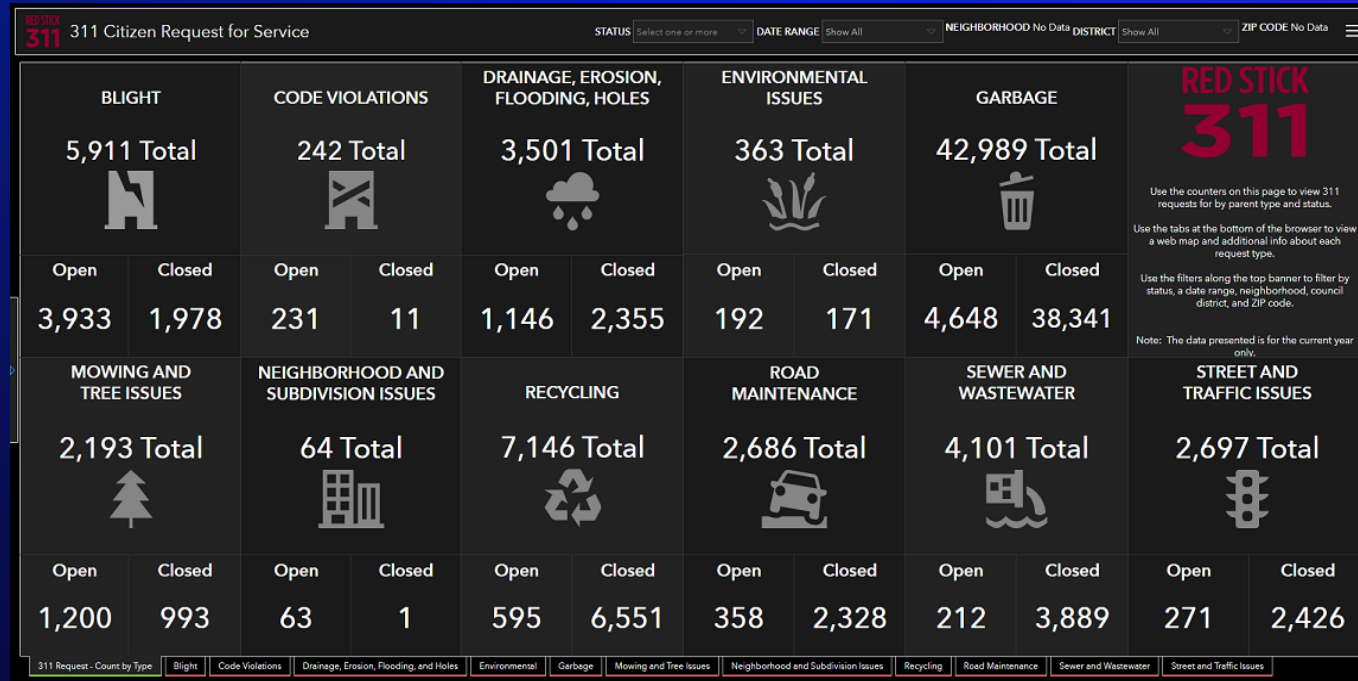 RED STICK
311
311 Citizen Request for Service
STATUS Select one or more
DATE RANGE Show All
NEIGHBORHOOD No Data
DISTRICT Show All
ZIP CODE No Data
BLIGHT
5,911 Total
Open Closed
3,933 1,978
CODE VIOLATIONS
242 Total
Open Closed
231 11
DRAINAGE, EROSION,
FLOODING, HOLES
3,501 Total
Open Closed
1,146 2,355
ENVIRONMENTAL
ISSUES
363 Total
Open Closed
192 171
GARBAGE
42,989 Total
Open Closed
4,648 38,341
RED STICK
311
Use the counters on this page to view 311
requests for by parent type and status.
Use the tabs at the bottom of the browser to view
a web map and additional info about each
request type.
Use the filters along the top banner to filter by
status, a date range, neighborhood, council
district, and ZIP code.
Note: The data presented is for the current year
only.
MOWING AND
TREE ISSUES
2,193 Total
Open Closed
1,200 993
NEIGHBORHOOD AND
SUBDIVISION ISSUES
64 Total
Open Closed
63 1
RECYCLING
7,146 Total
Open Closed
595 6,551
ROAD
MAINTENANCE
2,686 Total
Open Closed
358 2,328
SEWER AND
WASTEWATER
4,101 Total
Open Closed
212 3,889
STREET AND
TRAFFIC ISSUES
2,697 Total
Open Closed
271 2,426
311 Request - Count by Type
Blight
Code Violations
Drainage, Erosion, Flooding, and Holes
Environmental
Garbage
Mowing and Tree Issues
Neighborhood and Subdivision Issues
Recycling
Road Maintenance
Sewer and Wastewater
Street and Traffic Issues